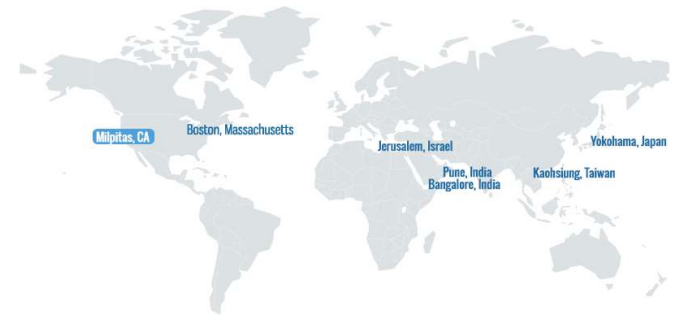 Milpitas, CA
Boston, Massachusetts
Jerusalem, Israel
Yokohama, Japan
Pune, India
Bangalore, India
Kaohsiung, Taiwan